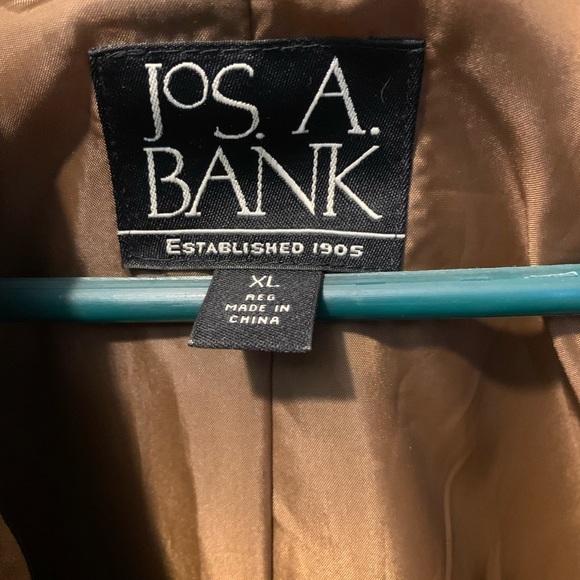 JOS. A.
BANK
ESTABLISHED 1905
XL
REG
MADE IN
CHINA